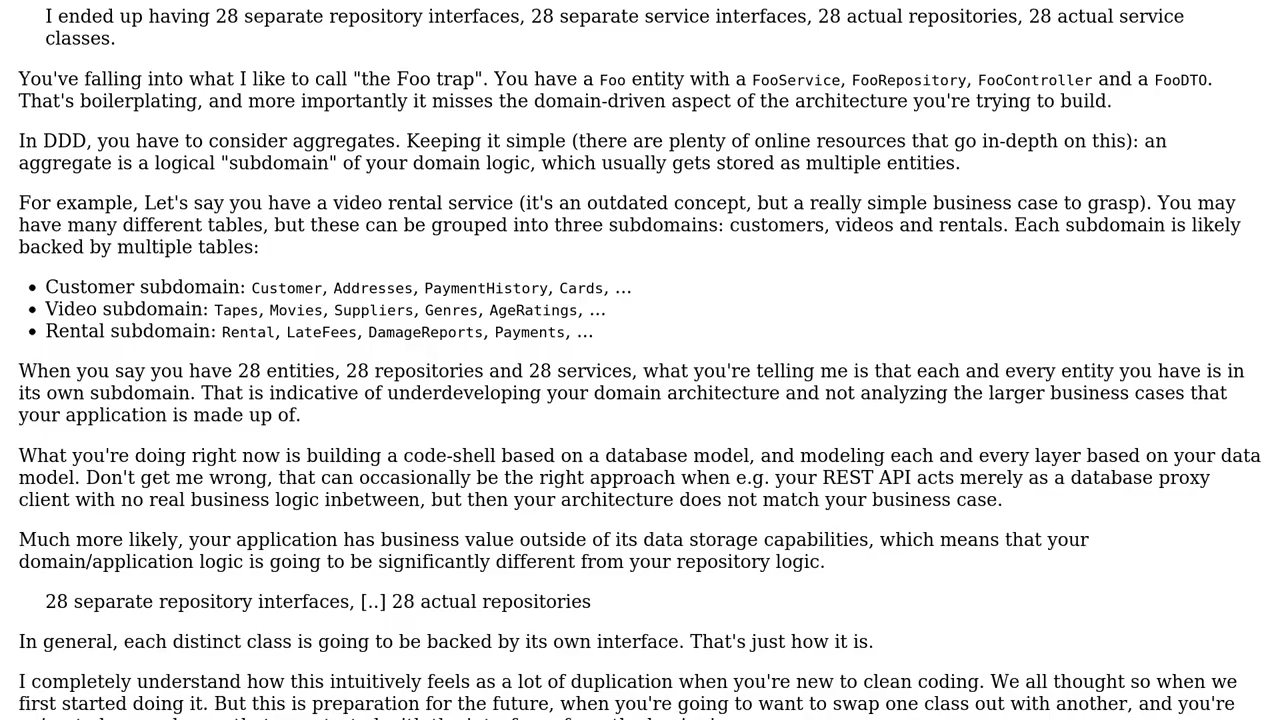 I ended up having 28 separate repository interfaces, 28 separate service interfaces, 28 actual repositories, 28 actual service
classes.
You've falling into what I like to call "the Foo trap". You have a Foo entity with a FooService, FooRepository, FooController and a FooDTO.
That's boilerplating, and more importantly it misses the domain-driven aspect of the architecture you're trying to build.
In DDD, you have to consider aggregates. Keeping it simple (there are plenty of online resources that go in-depth on this): an
aggregate is a logical "subdomain" of your domain logic, which usually gets stored as multiple entities.
For example, Let's say you have a video rental service (it's an outdated concept, but a really simple business case to grasp). You may
have many different tables, but these can be grouped into three subdomains: customers, videos and rentals. Each subdomain is likely
backed by multiple tables:
• Customer subdomain: Customer, Addresses, PaymentHistory, Cards, ...
• Video subdomain: Tapes, Movies, Suppliers, Genres, AgeRatings, ...
• Rental subdomain: Rental, LateFees, DamageReports, Payments, ...
When you say you have 28 entities, 28 repositories and 28 services, what you're telling me is that each and every entity you have is in
its own subdomain. That is indicative of underdeveloping your domain architecture and not analyzing the larger business cases that
your application is made up of.
What you're doing right now is building a code-shell based on a database model, and modeling each and every layer based on your data
model. Don't get me wrong, that can occasionally be the right approach when e.g. your REST API acts merely as a database proxy
client with no real business logic inbetween, but then your architecture does not match your business case.
Much more likely, your application has business value outside of its data storage capabilities, which means that your
domain/application logic is going to be significantly different from your repository logic.
28 separate repository interfaces, [..] 28 actual repositories
In general, each distinct class is going to be backed by its own interface. That's just how it is.
I completely understand how this intuitively feels as a lot of duplication when you're new to clean coding. We all thought so when we
first started doing it. But this is preparation for the future, when you're going to want to swap one class out with another, and you're